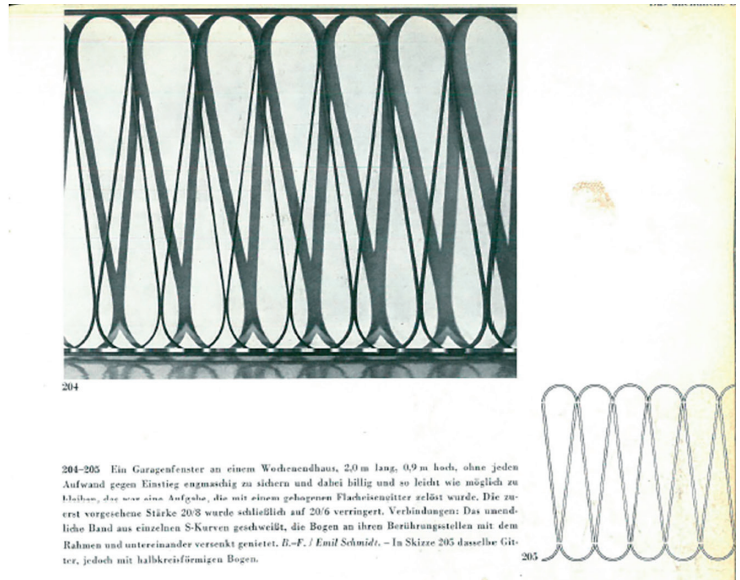 204
204–205 Ein Garagenfenster an einem Wochenendhaus, 2,0 m lang, 0,9 m hoch, ohne jeden
Aufwand gegen Einstieg engmaschig zu sichern und dabei billig und so leicht wie möglich zu
bleiben, das war eine Aufgabe, die mit einem gebogenen Flacheisengitter gelöst wurde. Die zu-
erst vorgesehene Stärke 20/8 wurde schließlich auf 20/6 verringert. Verbindungen: Das unend-
liche Band aus einzelnen S-Kurven geschweißt, die Bogen an ihren Berührungsstellen mit dem
Rahmen und untereinander versenkt genietet. B.-F. / Emil Schmidt. – In Skizze 205 dasselbe Git-
ter, jedoch mit halbkreisförmigen Bogen.
205